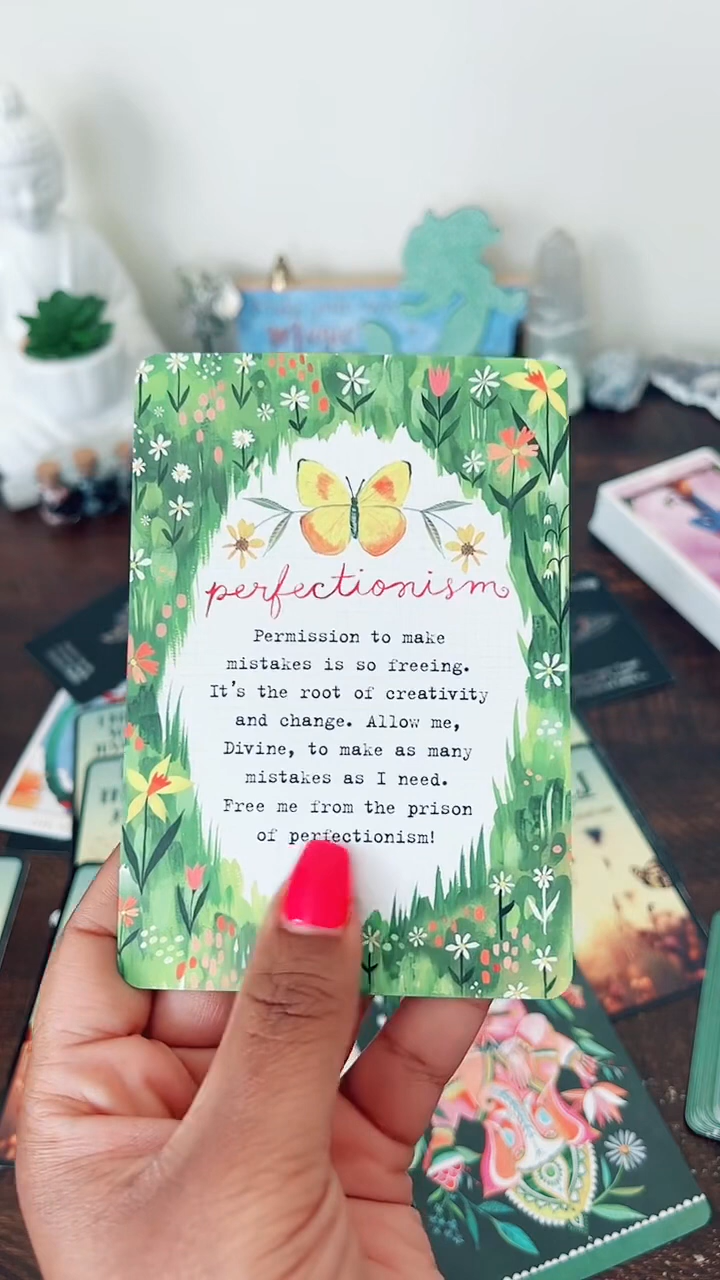 perfectionism
Permission to make
mistakes is so freeing.
It's the root of creativity
and change. Allow me,
Divine, to make as many
mistakes as I need.
Free me from the prison
of perfectionism!